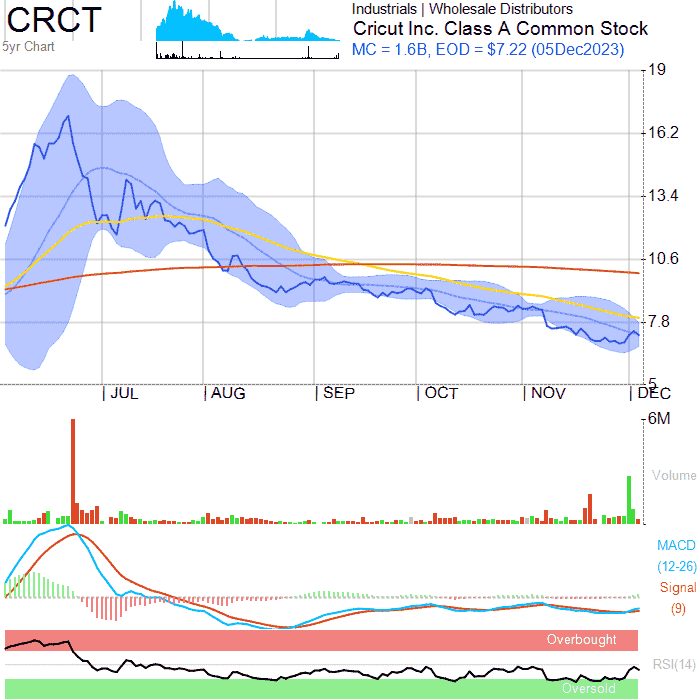 CRCT
5yr Chart
Industrials | Wholesale Distributors
Cricut Inc. Class A Common Stock
MC = 1.6B, EOD = $7.22 (05Dec2023)
19
16.2
13.4
10.6
7.8
5
JUL AUG SEP OCT NOV DEC
6M
Volume
MACD
(12-26)
Signal
(9)
Overbought
RSI(14)
Oversold